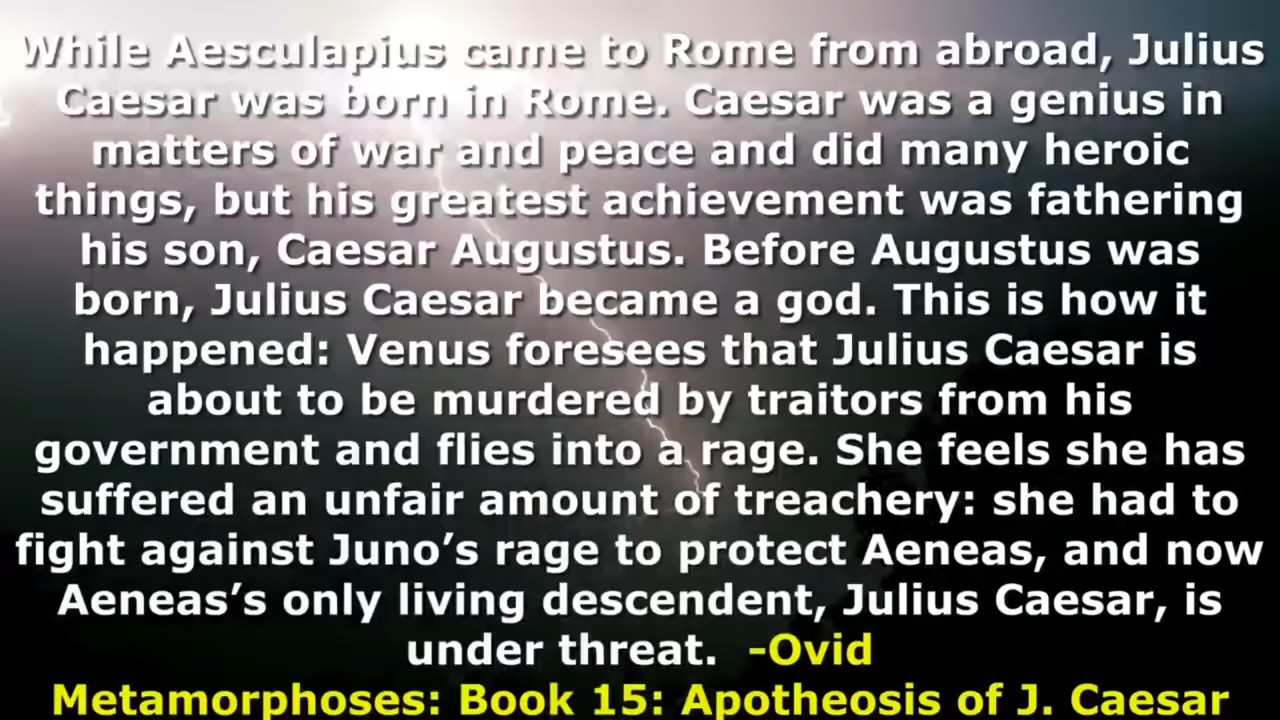 While Aesculapius came to Rome from abroad, Julius
Caesar was born in Rome. Caesar was a genius in
matters of war and peace and did many heroic
things, but his greatest achievement was fathering
his son, Caesar Augustus. Before Augustus was
born, Julius Caesar became a god. This is how it
happened: Venus foresees that Julius Caesar is
about to be murdered by traitors from his
government and flies into a rage. She feels she has
suffered an unfair amount of treachery: she had to
fight against Juno’s rage to protect Aeneas, and now
Aeneas’s only living descendent, Julius Caesar, is
under threat. -Ovid
Metamorphoses: Book 15: Apotheosis of J. Caesar